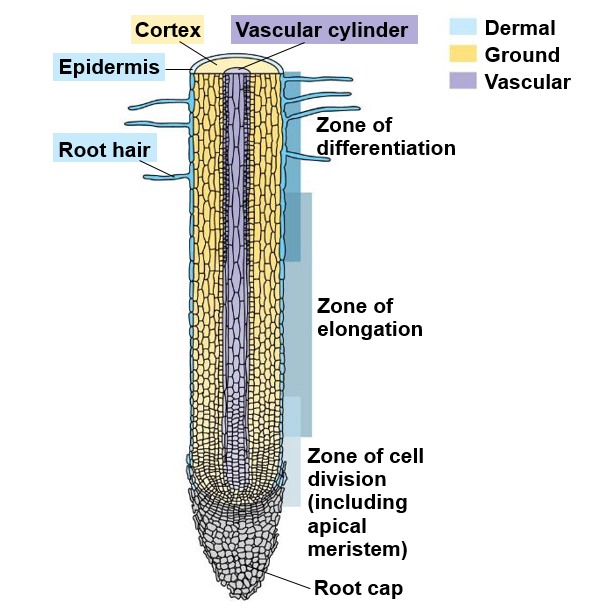 Cortex
Vascular cylinder
Epidermis
Root hair
Dermal
Ground
Vascular
Zone of
differentiation
Zone of
elongation
Zone of cell
division
(including
apical
meristem)
Root cap